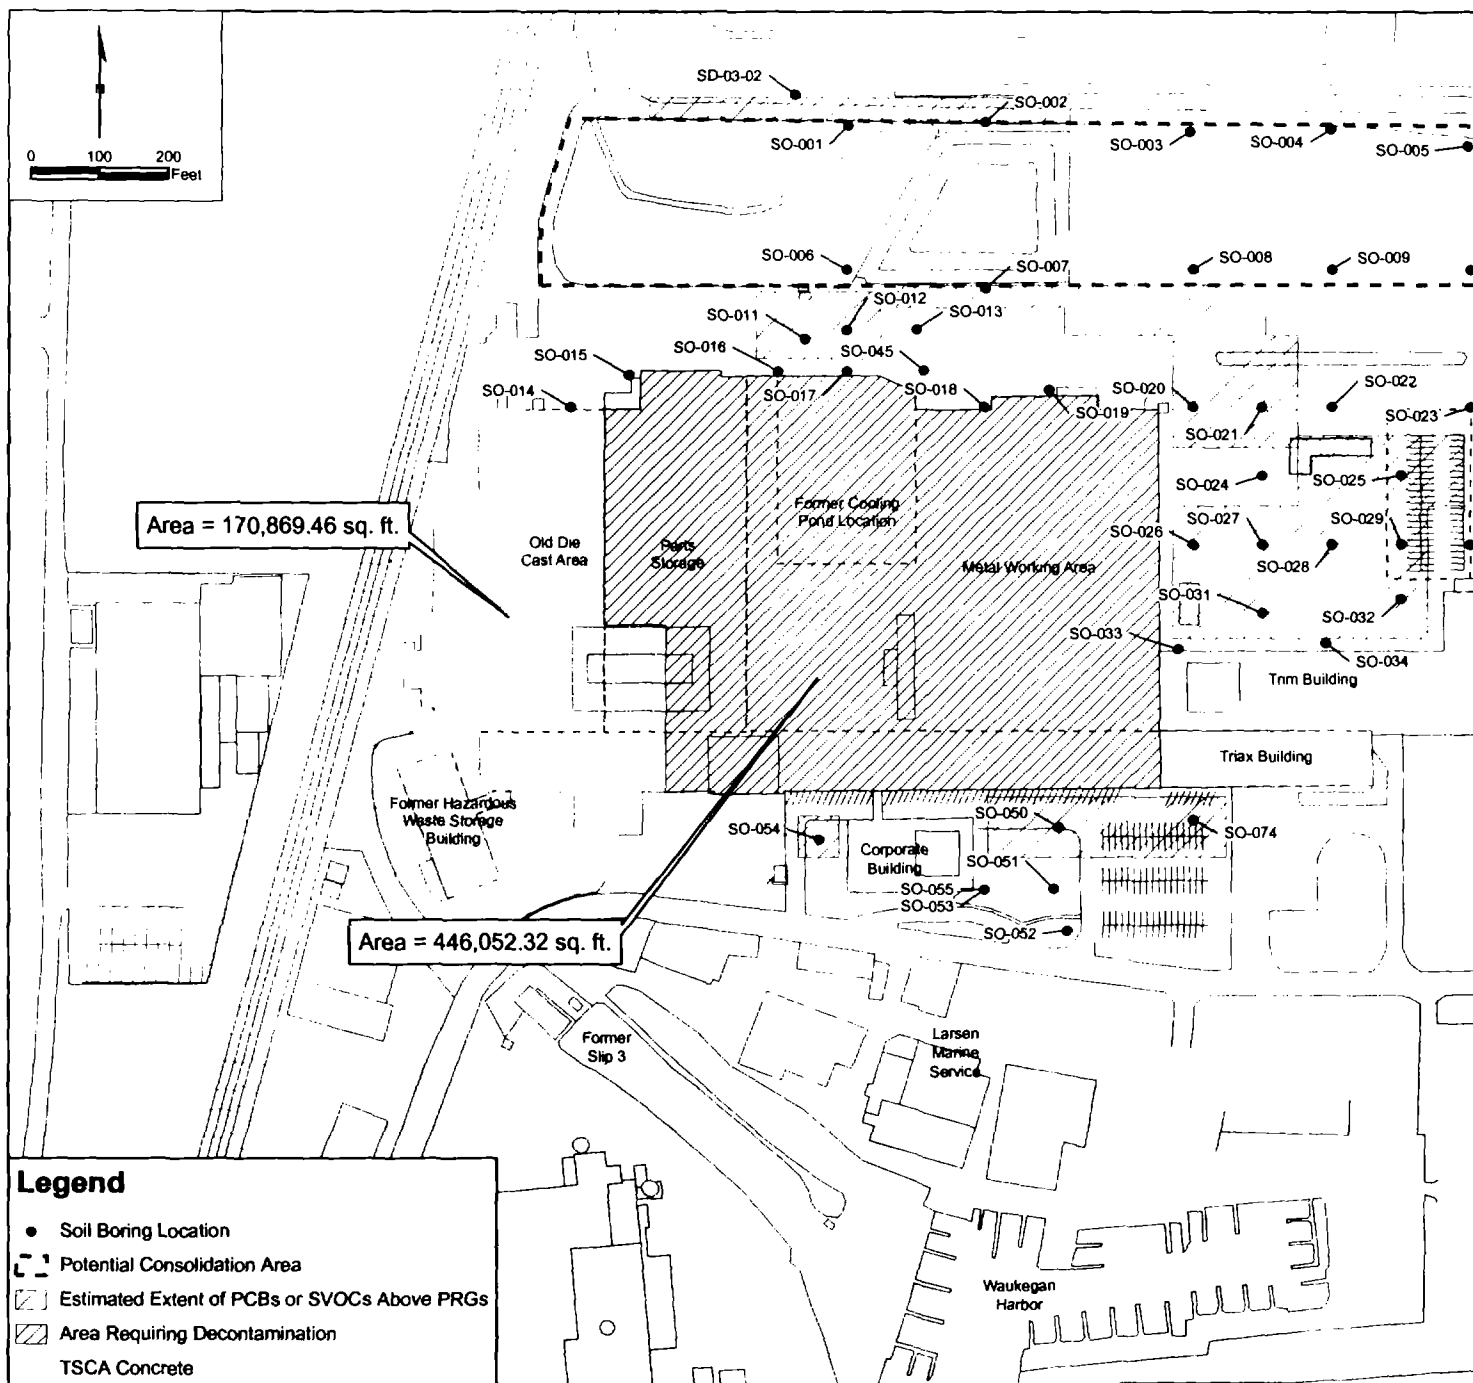 0 100 200
Feet
SD-03-02
SO-002
SO-001
SO-003
SO-004
SO-005
SO-006
SO-007
SO-008
SO-009
SO-012
SO-011
SO-013
SO-015
SO-016
SO-045
SO-014
SO-017
SO-018
SO-019
SO-020
SO-021
SO-022
SO-023
SO-024
SO-025
SO-026
SO-027
SO-028
SO-029
SO-031
SO-032
SO-033
SO-034
Area = 170,869.46 sq. ft.
Old Die
Cast Area
Parts
Storage
Former Cooling
Pond Location
Metal Working Area
Trim Building
Triax Building
Former Hazardous
Waste Storage
Building
SO-054
Corporate
Building
SO-050
SO-051
SO-055
SO-053
SO-052
SO-074
Area = 446,052.32 sq. ft.
Former
Slip 3
Larsen
Marine
Service
Waukegan
Harbor
Legend
Soil Boring Location
Potential Consolidation Area
Estimated Extent of PCBs or SVOCs Above PRGs
Area Requiring Decontamination
TSCA Concrete